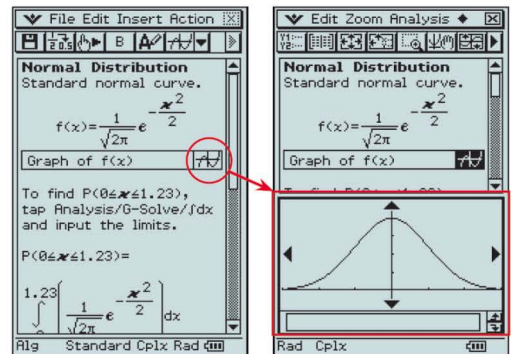 File Edit Insert Action
B
Normal Distribution
Standard normal curve.
f(x)=1/√2π e^-x²/2
Graph of f(x)
To find P(0≤x≤1.23),
tap Analysis/G-Solve/∫dx
and input the limits.
P(0≤x≤1.23)=
∫ 1.23 (1/√2π e^-x²/2) dx
Alg Standard Cplx Rad
Edit Zoom Analysis
Y1:
Y2:
Normal Distribution
Standard normal curve.
f(x)=1/√2π e^-x²/2
Graph of f(x)
Rad Cplx